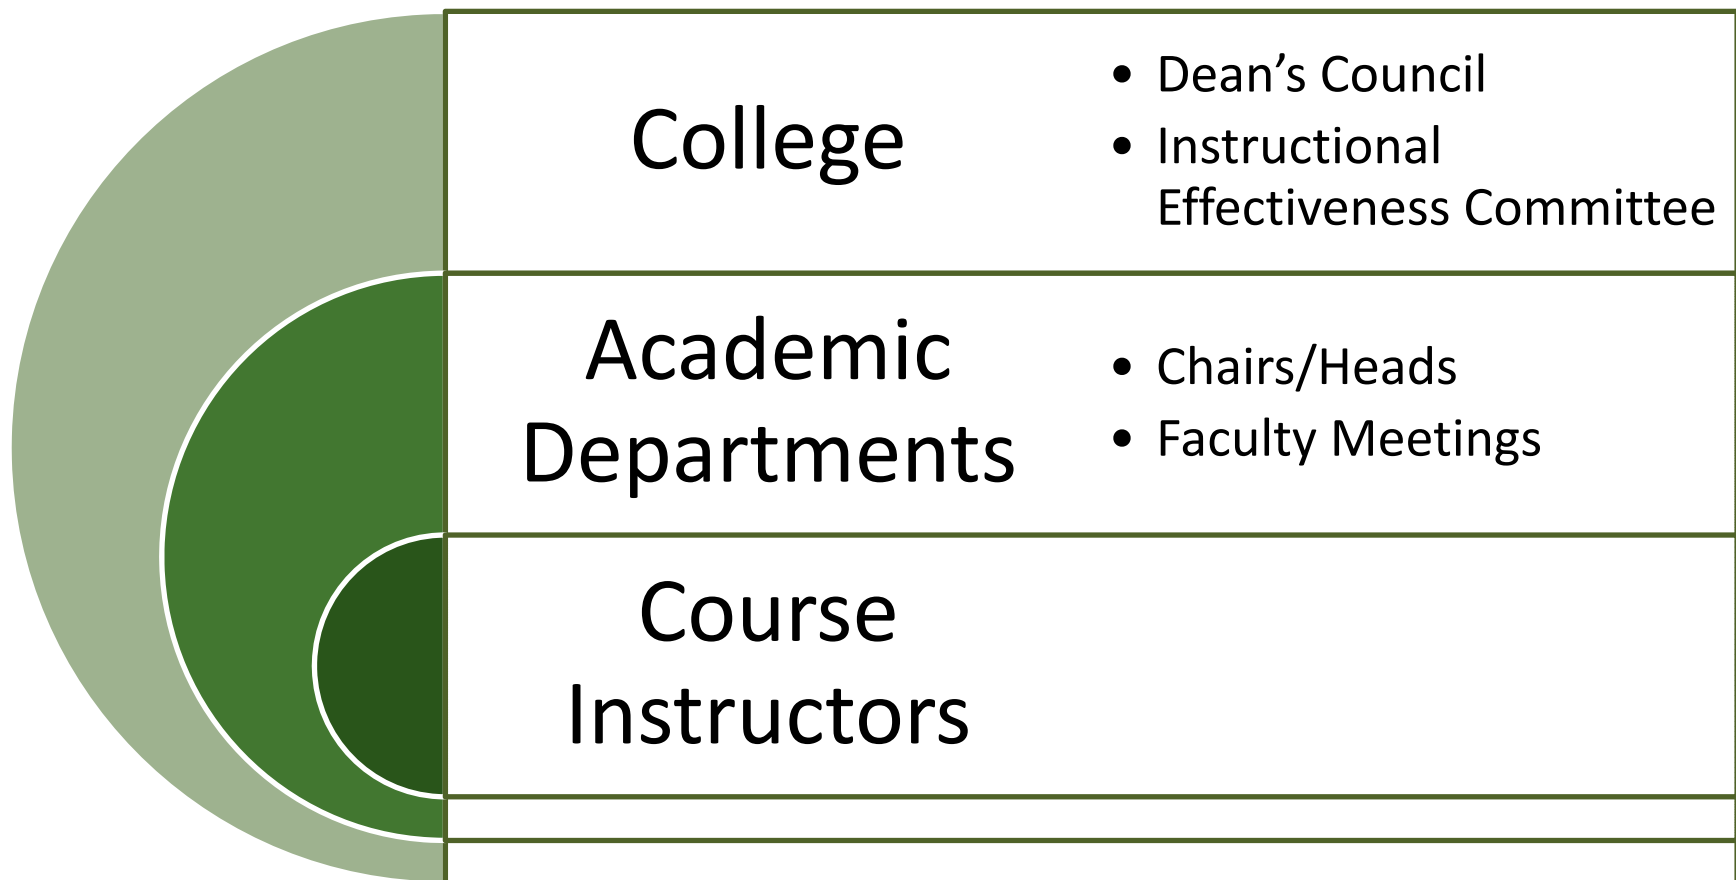 College
• Dean’s Council
• Instructional
Effectiveness Committee
Academic
Departments
• Chairs/Heads
• Faculty Meetings
Course
Instructors